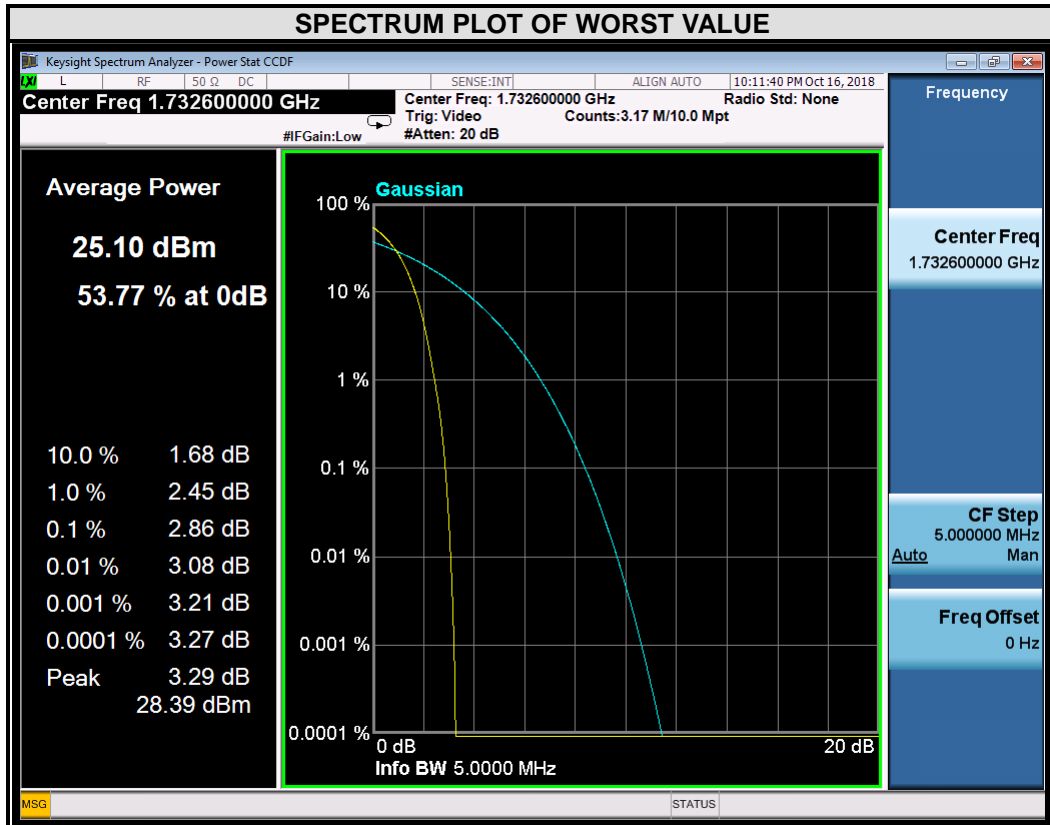 SPECTRUM PLOT OF WORST VALUE
Keysight Spectrum Analyzer - Power Stat CCDF
LXI L RF 50 Ω DC SENSE:INT ALIGN AUTO 10:11:40 PM Oct 16, 2018
Center Freq 1.732600000 GHz
Center Freq: 1.732600000 GHz Radio Std: None
Trig: Video Counts:3.17 M/10.0 Mpt
#IFGain:Low #Atten: 20 dB
Frequency
Average Power
25.10 dBm
53.77 % at 0dB
10.0 % 1.68 dB
1.0 % 2.45 dB
0.1 % 2.86 dB
0.01 % 3.08 dB
0.001 % 3.21 dB
0.0001 % 3.27 dB
Peak 3.29 dB
28.39 dBm
Gaussian
100 %
10 %
1 %
0.1 %
0.01 %
0.001 %
0.0001 %
0 dB 20 dB
Info BW 5.0000 MHz
Center Freq
1.732600000 GHz
CF Step
5.000000 MHz
Auto Man
Freq Offset
0 Hz
MSG STATUS